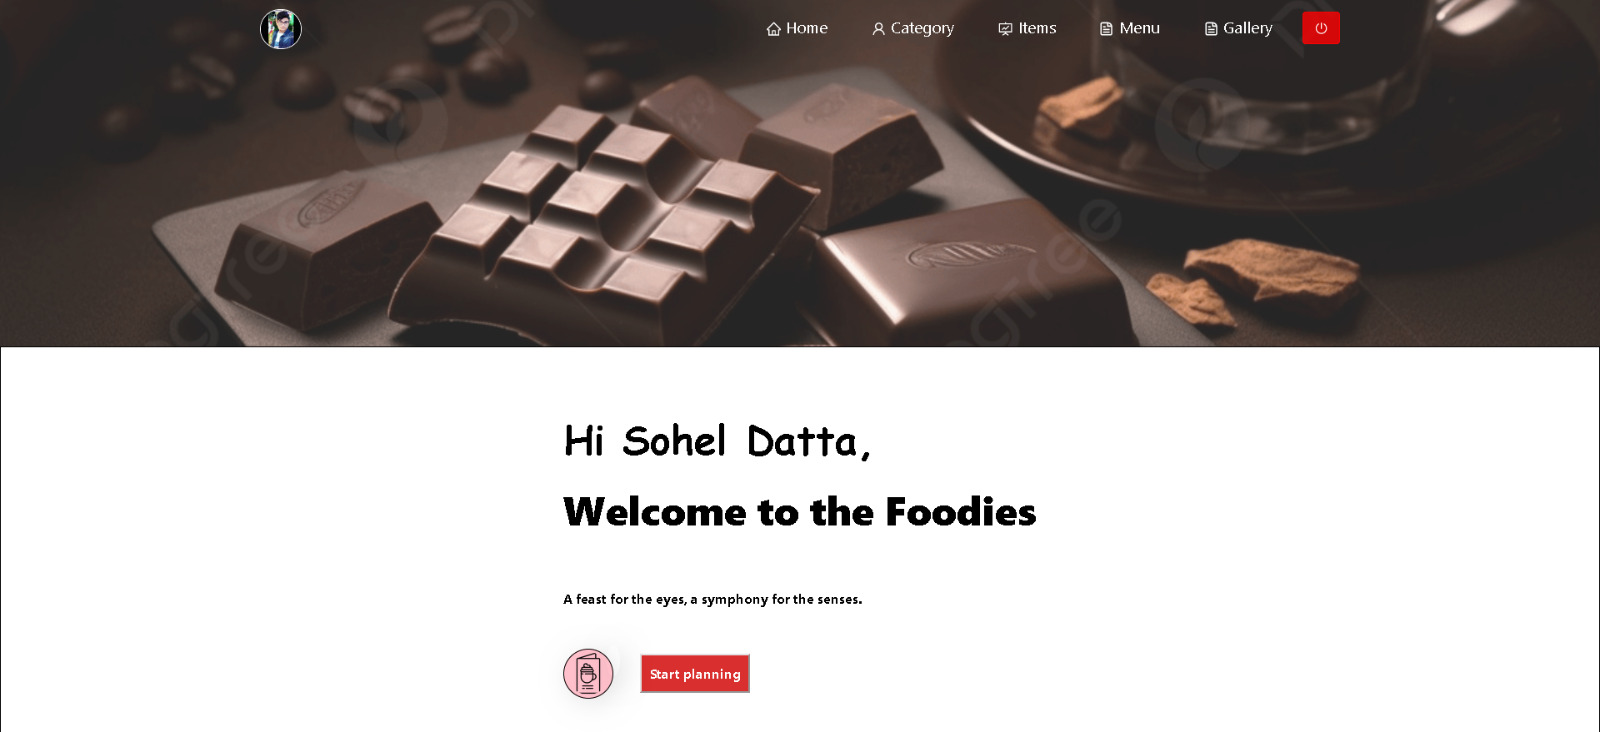 Home Category Items Menu Gallery
Hi Sohel Datta,
Welcome to the Foodies
A feast for the eyes, a symphony for the senses.
Start planning